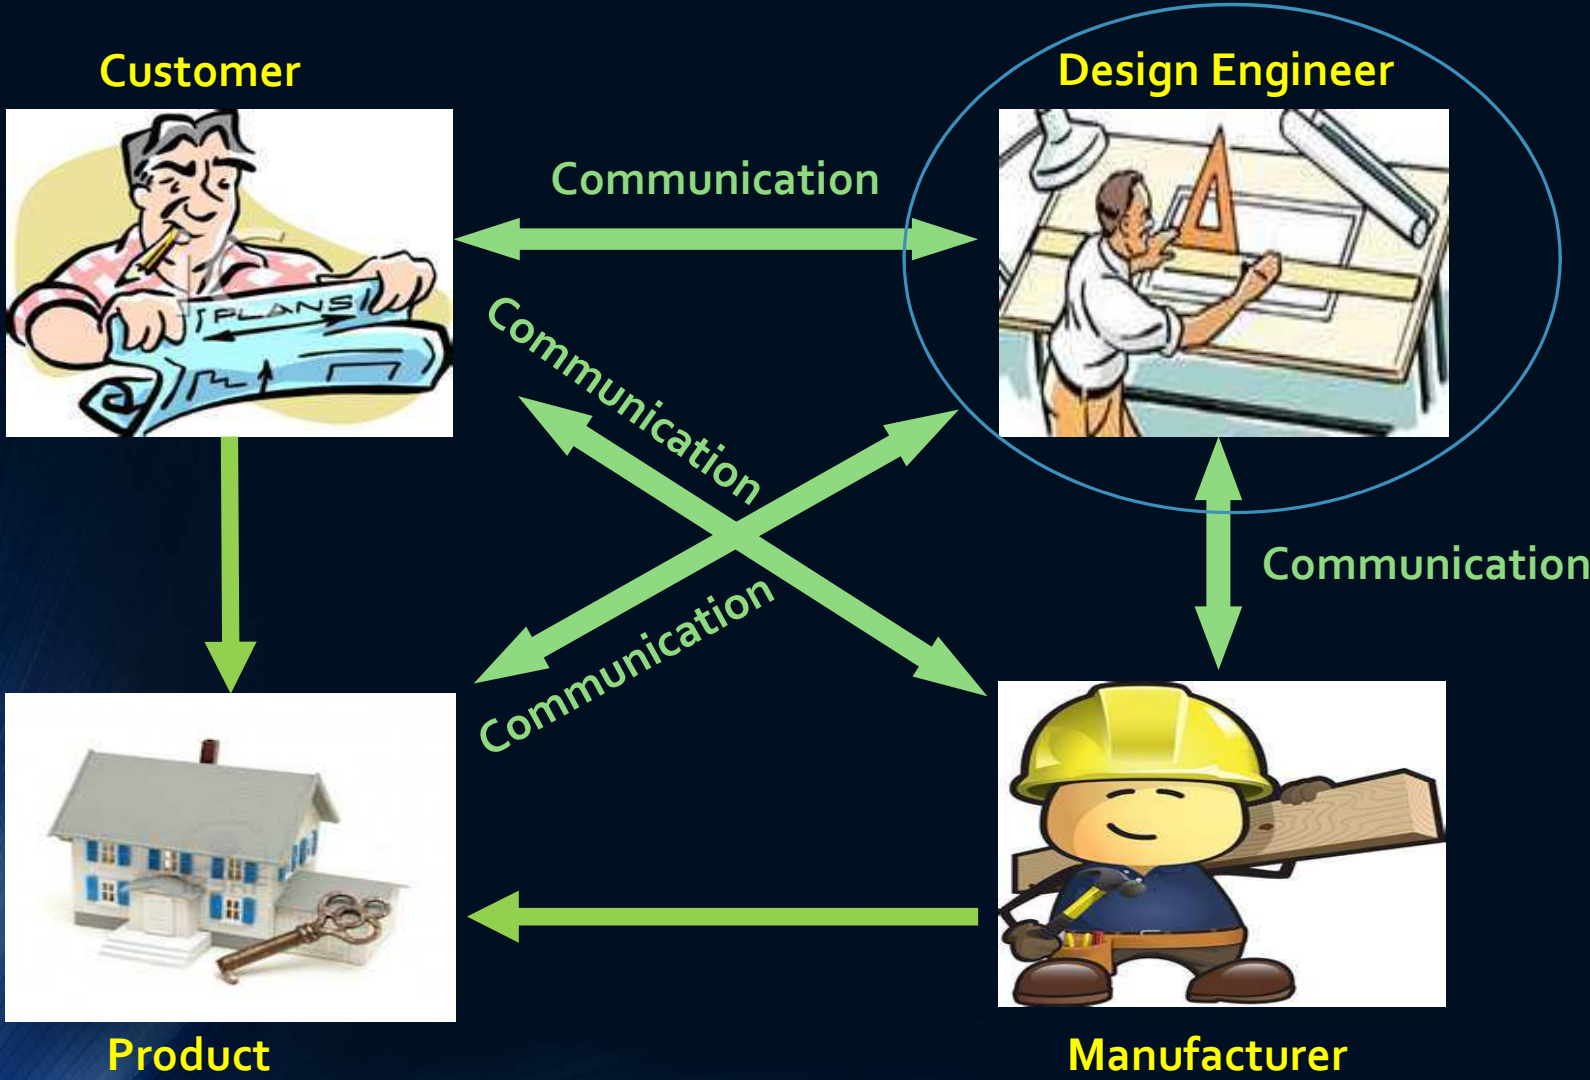 Customer
Design Engineer
Communication
PLANS
Communication
Communication
Communication
Product
Manufacturer